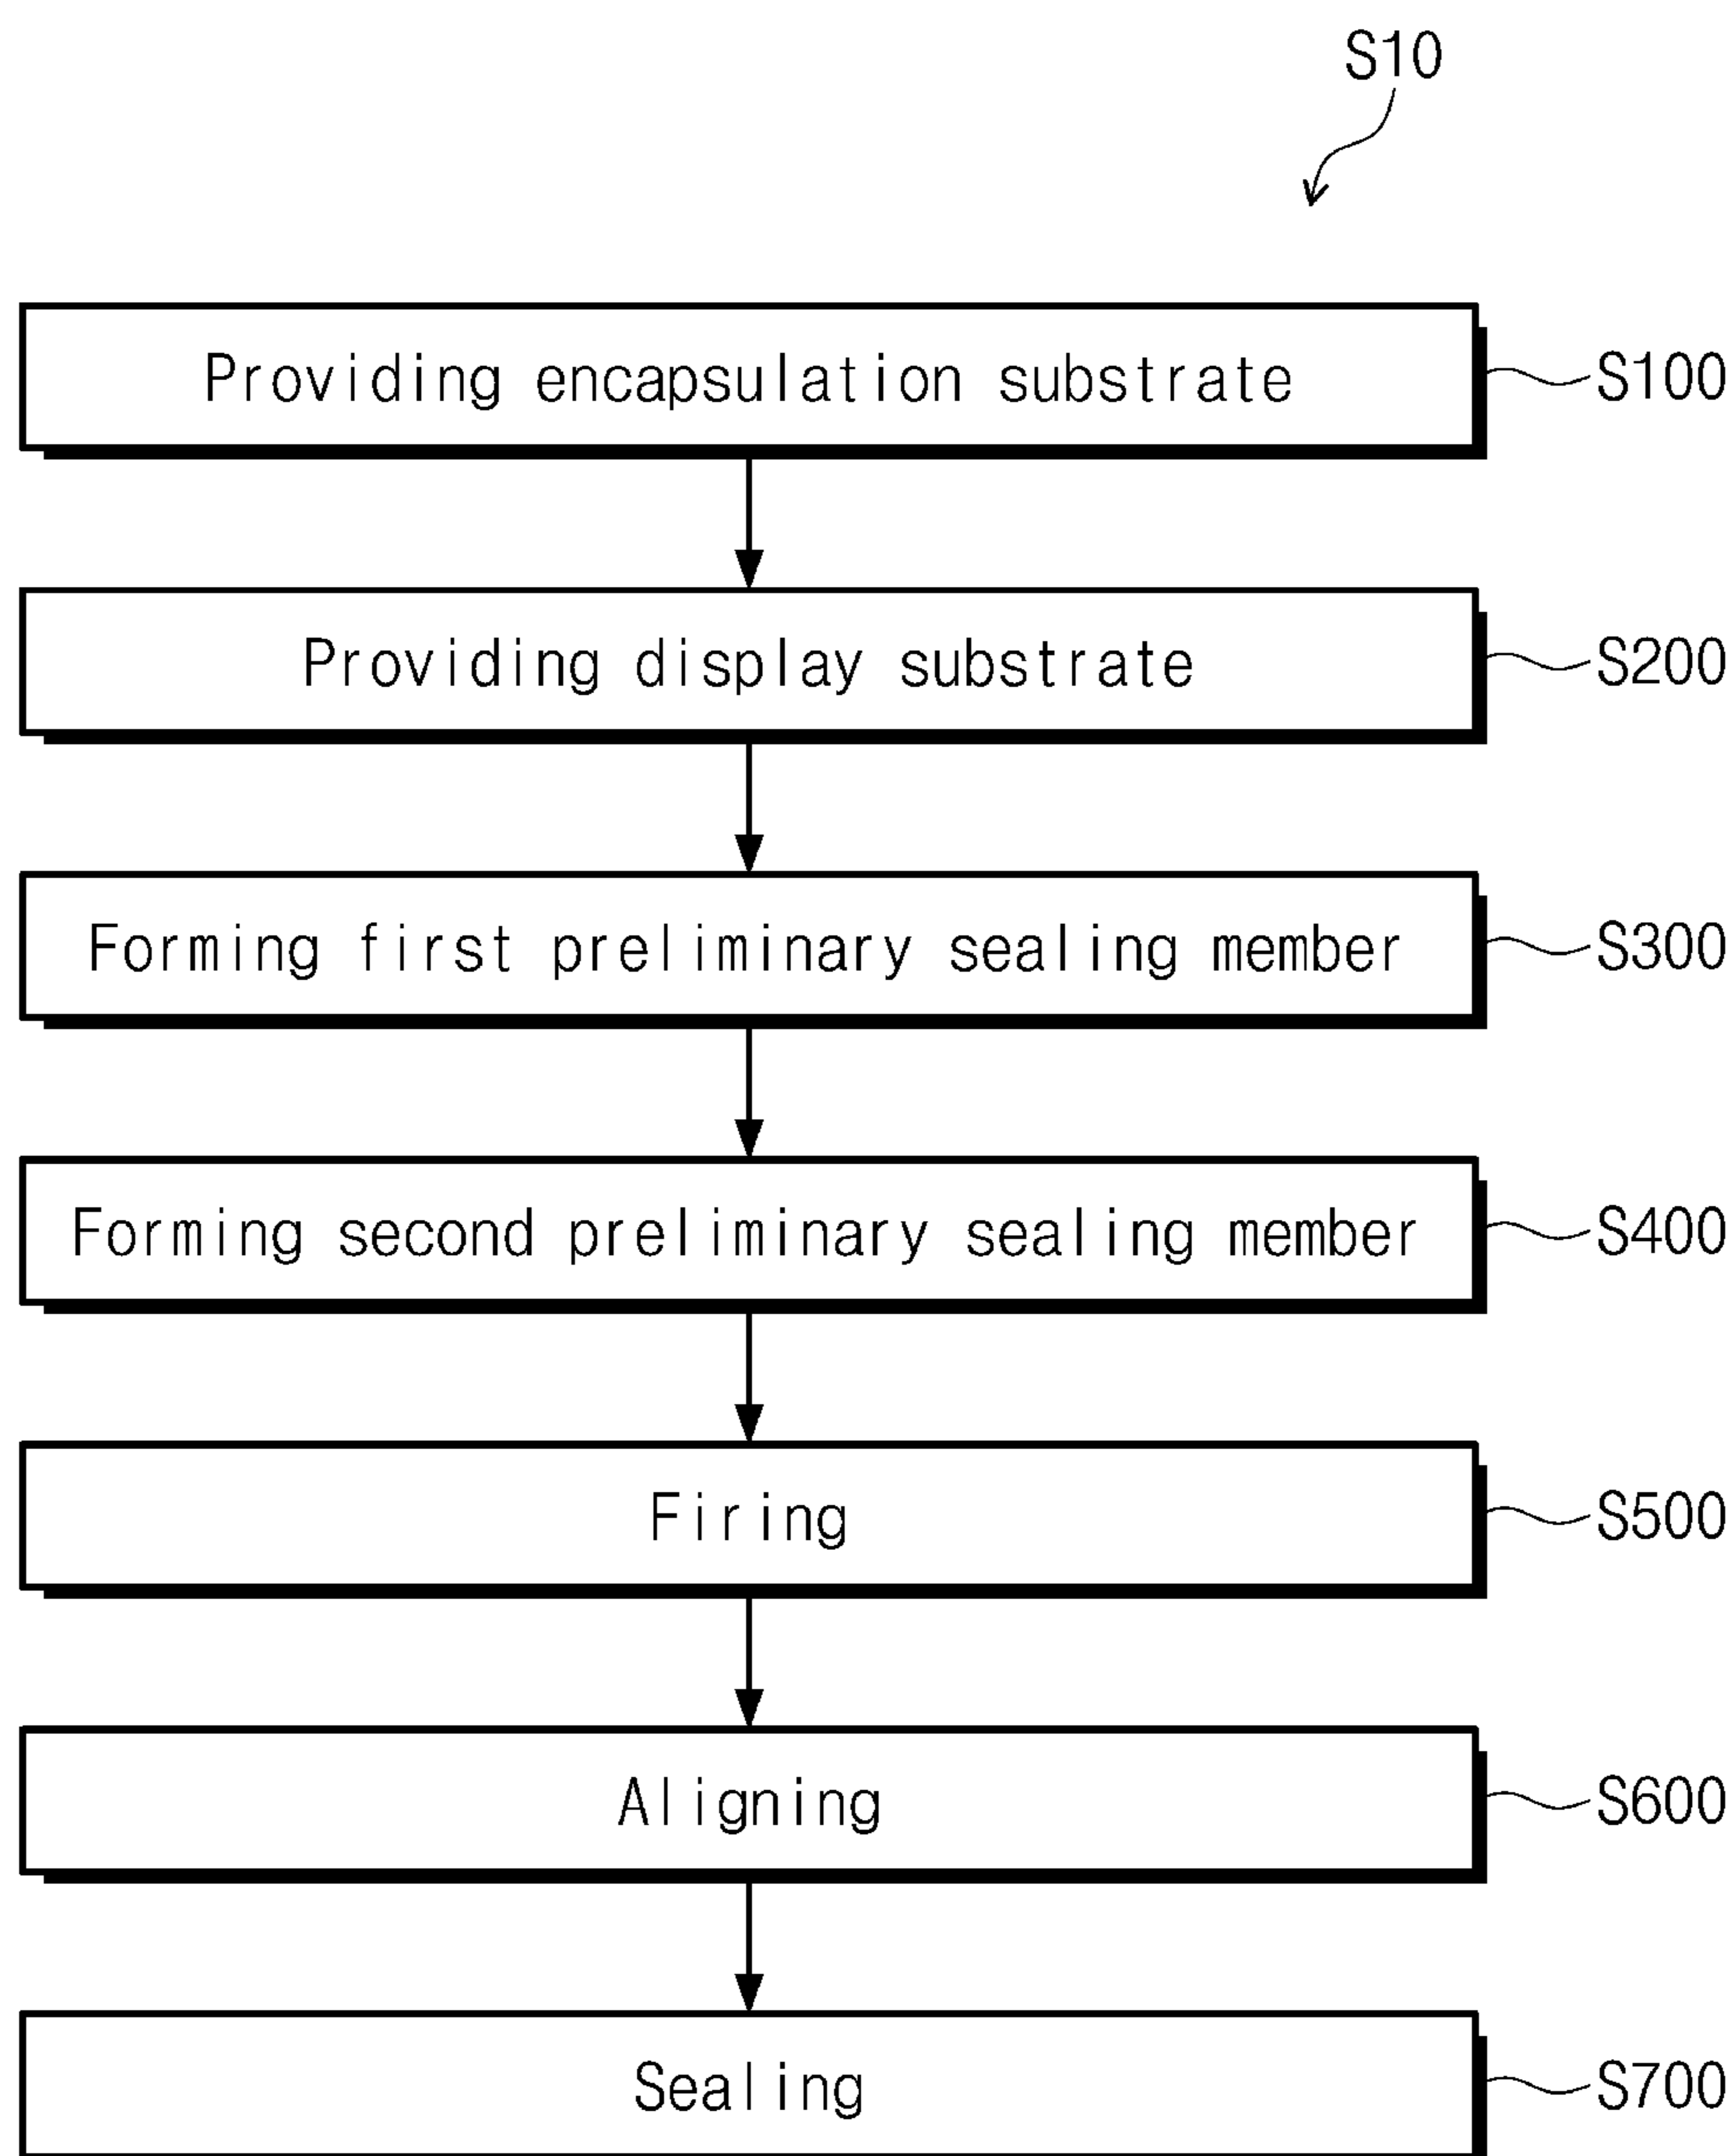 S10
Providing encapsulation substrate S100
Providing display substrate S200
Forming first preliminary sealing member S300
Forming second preliminary sealing member S400
Firing S500
Aligning S600
Sealing S700